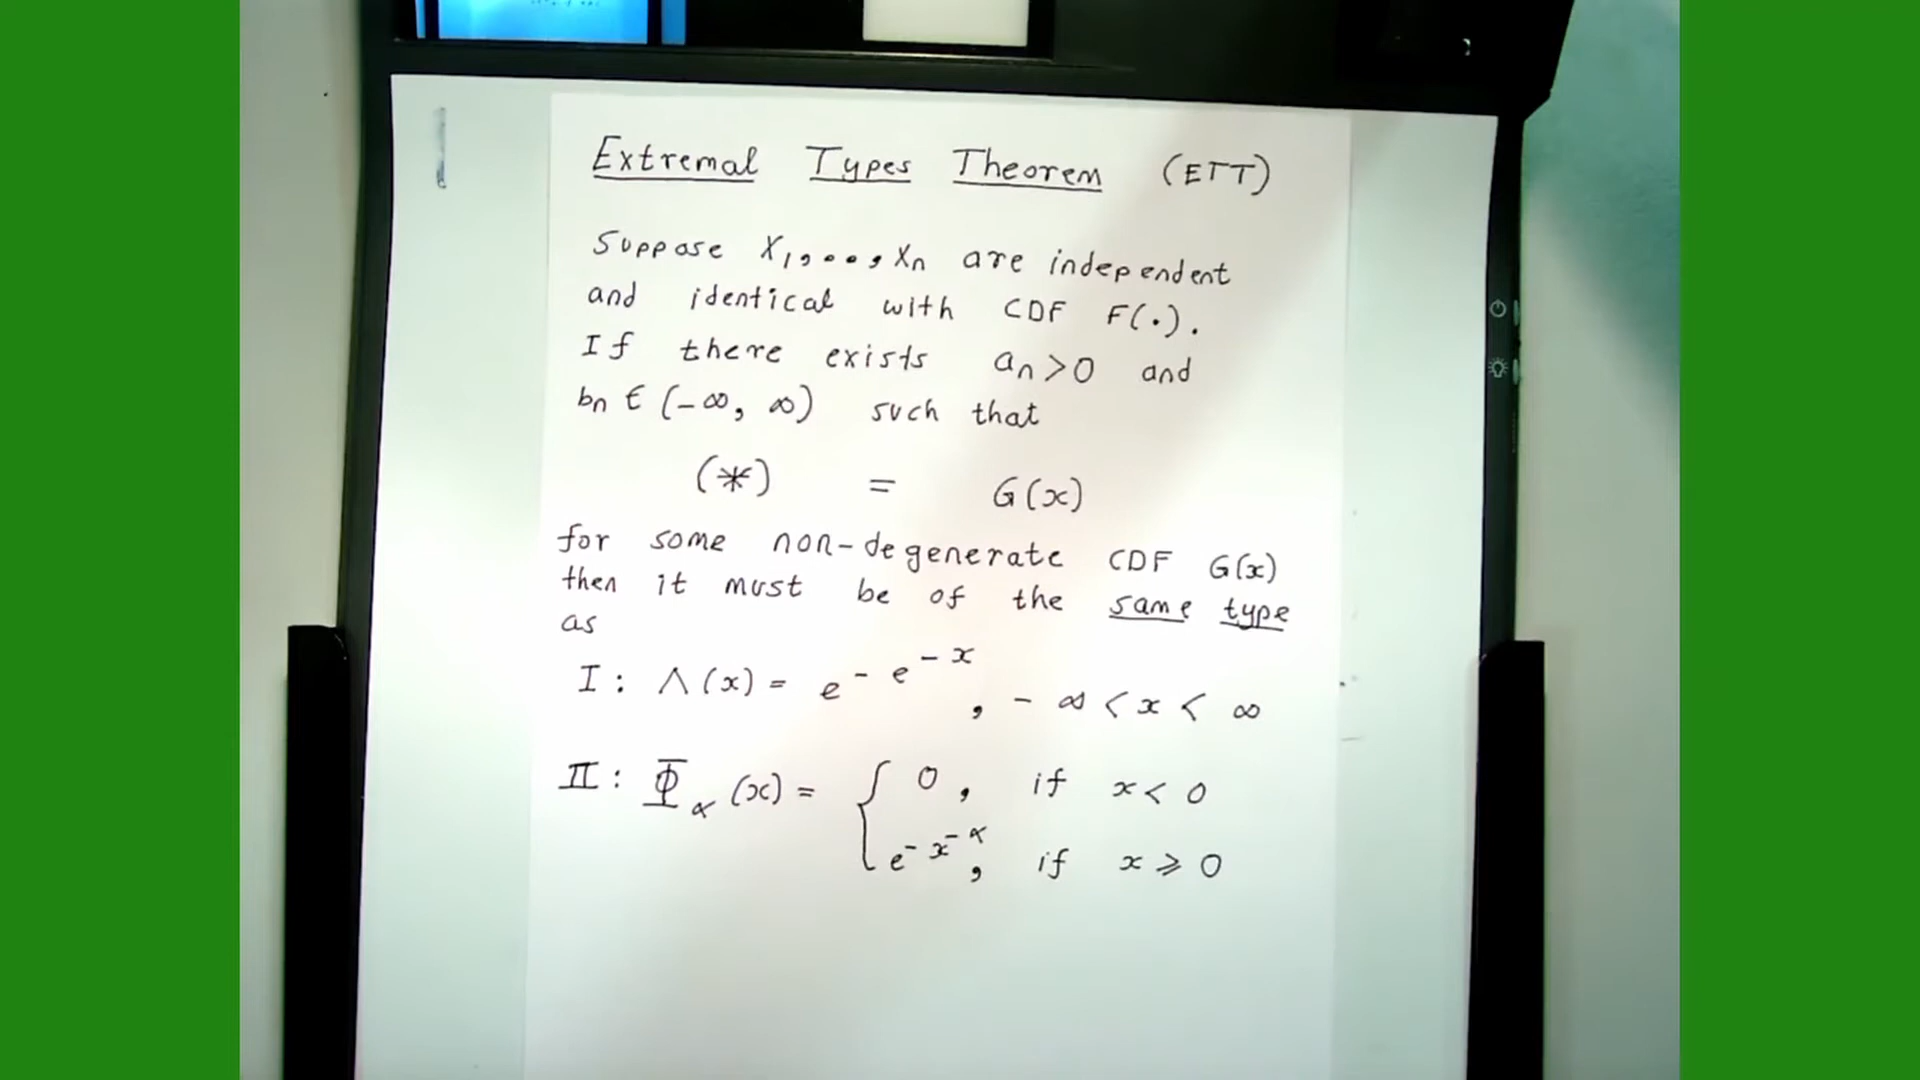 Extremal Types Theorem (ETT)
Suppose X₁,...,Xn are independent
and identical with CDF F(·).
If there exists an>0 and
bn ∈ (-∞, ∞) such that
(*) = G(x)
for some non-degenerate CDF G(x)
then it must be of the same type
as
I: Λ(x) = e^{-e^{-x}}, -∞ < x < ∞
II: Φ_α(x) = { 0, if x < 0
e^{-x^{-α}}, if x ⩾ 0